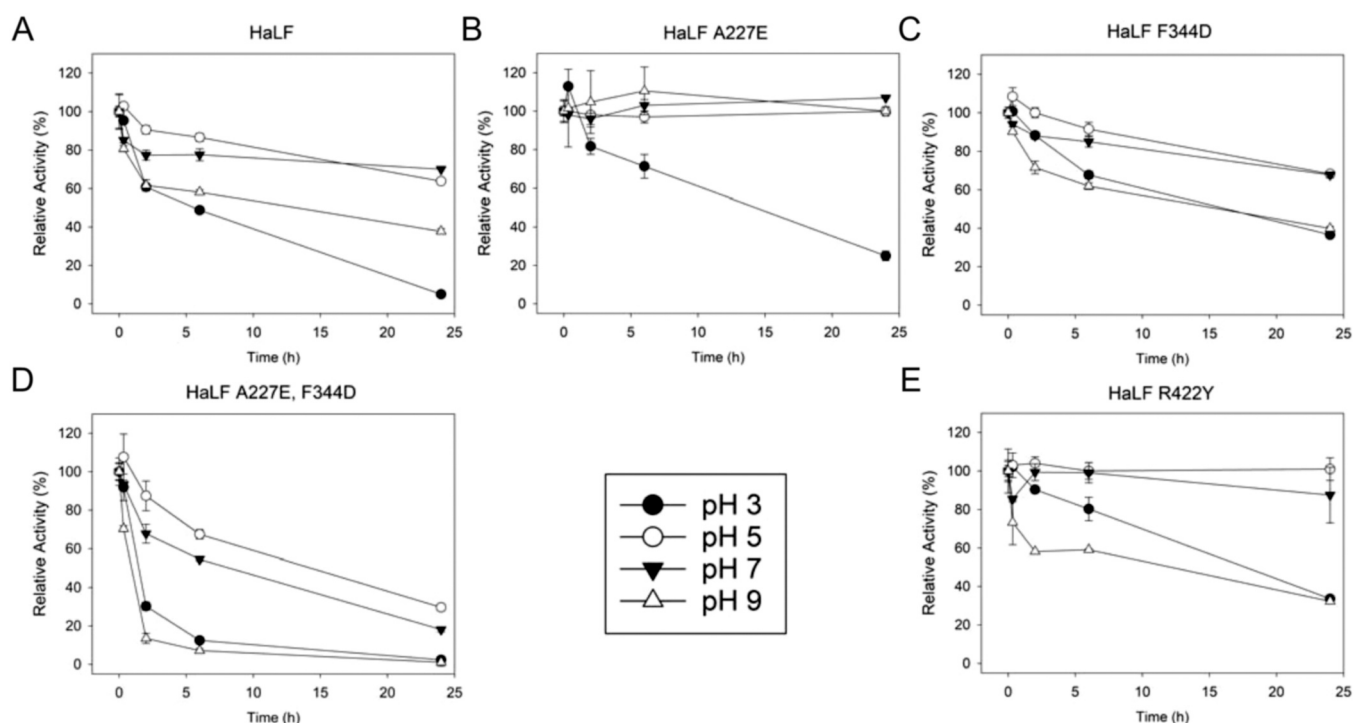 A
HaLF
Relative Activity (%)
120
100
80
60
40
20
0
0
5
10
15
20
25
Time (h)
B
HaLF A227E
Relative Activity (%)
120
100
80
60
40
20
0
0
5
10
15
20
25
Time (h)
C
HaLF F344D
Relative Activity (%)
120
100
80
60
40
20
0
0
5
10
15
20
25
Time (h)
D
HaLF A227E, F344D
Relative Activity (%)
120
100
80
60
40
20
0
0
5
10
15
20
25
Time (h)
pH 3
pH 5
pH 7
pH 9
E
HaLF R422Y
Relative Activity (%)
120
100
80
60
40
20
0
0
5
10
15
20
25
Time (h)